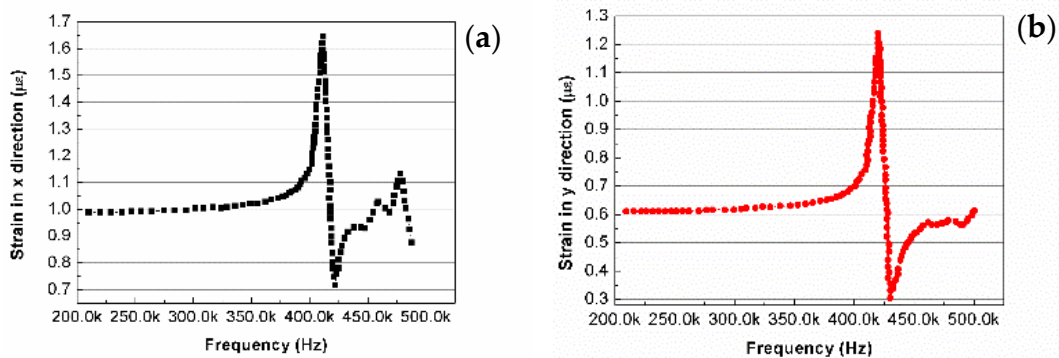 (a)
1.7
1.6
1.5
1.4
1.3
1.2
1.1
1.0
0.9
0.8
0.7
Strain in x direction (με)
200.0k 250.0k 300.0k 350.0k 400.0k 450.0k 500.0k
Frequency (Hz)
(b)
1.3
1.2
1.1
1.0
0.9
0.8
0.7
0.6
0.5
0.4
0.3
Strain in y direction (με)
200.0k 250.0k 300.0k 350.0k 400.0k 450.0k 500.0k
Frequency (Hz)